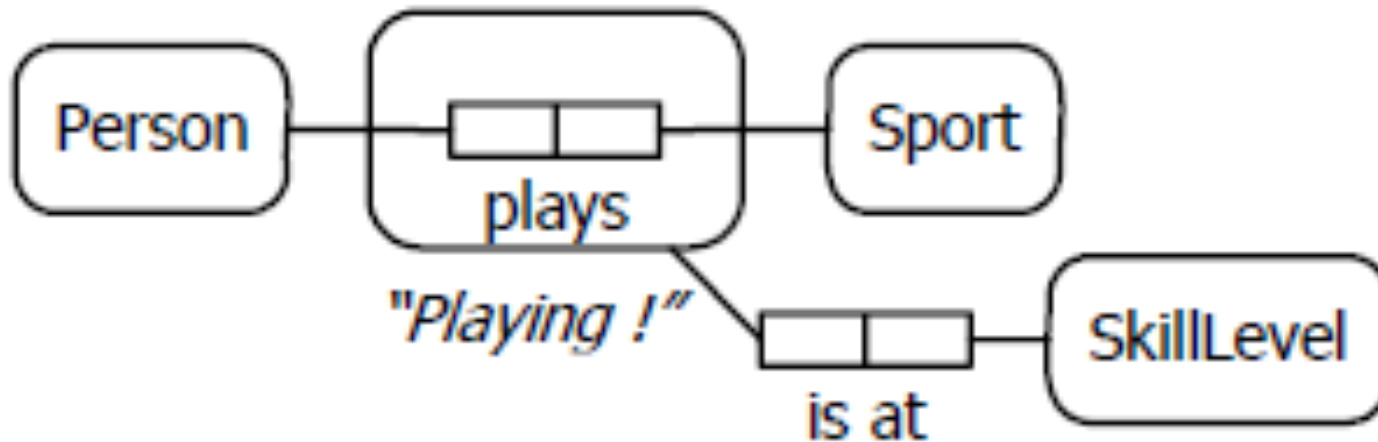 Person
Sport
plays
"Playing !"
SkillLevel
is at